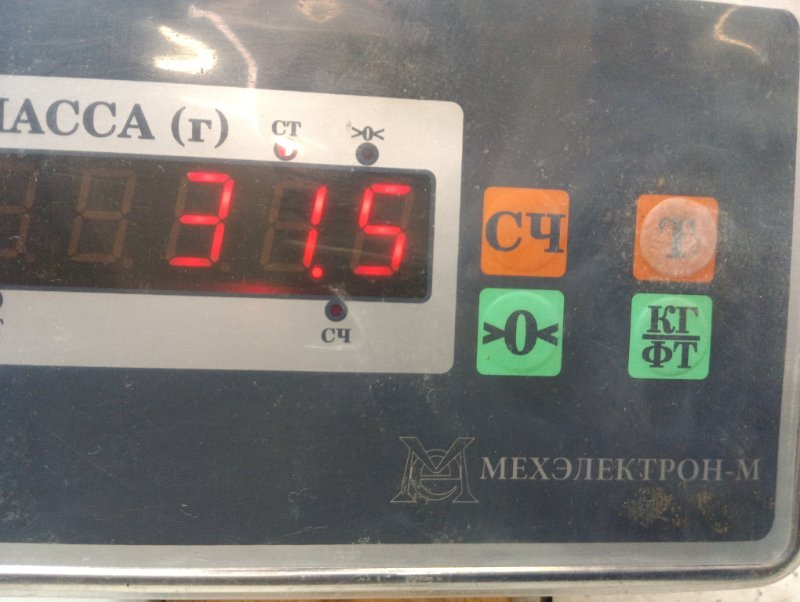 МАССА (г)
СТ
>0<
31.5
СЧ
СЧ
Т
>0<
КГ
ФТ
МЕХЭЛЕКТРОН-М